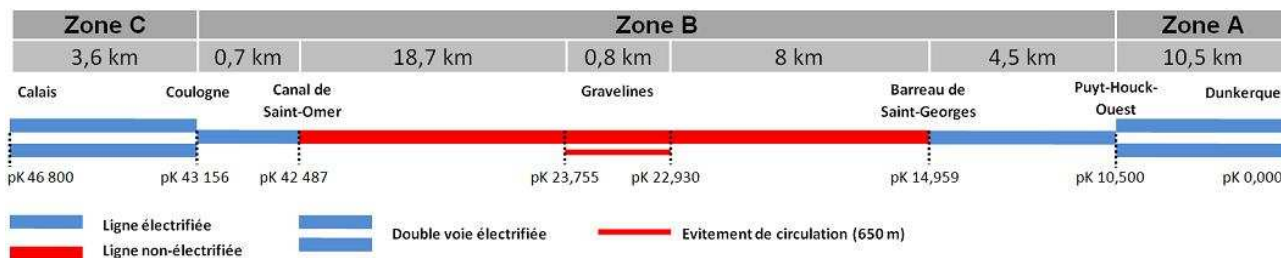 Zone C Zone B Zone A
3,6 km 0,7 km 18,7 km 0,8 km 8 km 4,5 km 10,5 km
Calais Coulogne Canal de Saint-Omer Gravelines Barreau de Saint-Georges Puyt-Houck-Ouest Dunkerque
pK 46 800 pK 43 156 pK 42 487 pK 23,755 pK 22,930 pK 14,959 pK 10,500 pK 0,000
Ligne électrifiée Double voie électrifiée Evitement de circulation (650 m)
Ligne non-électrifiée